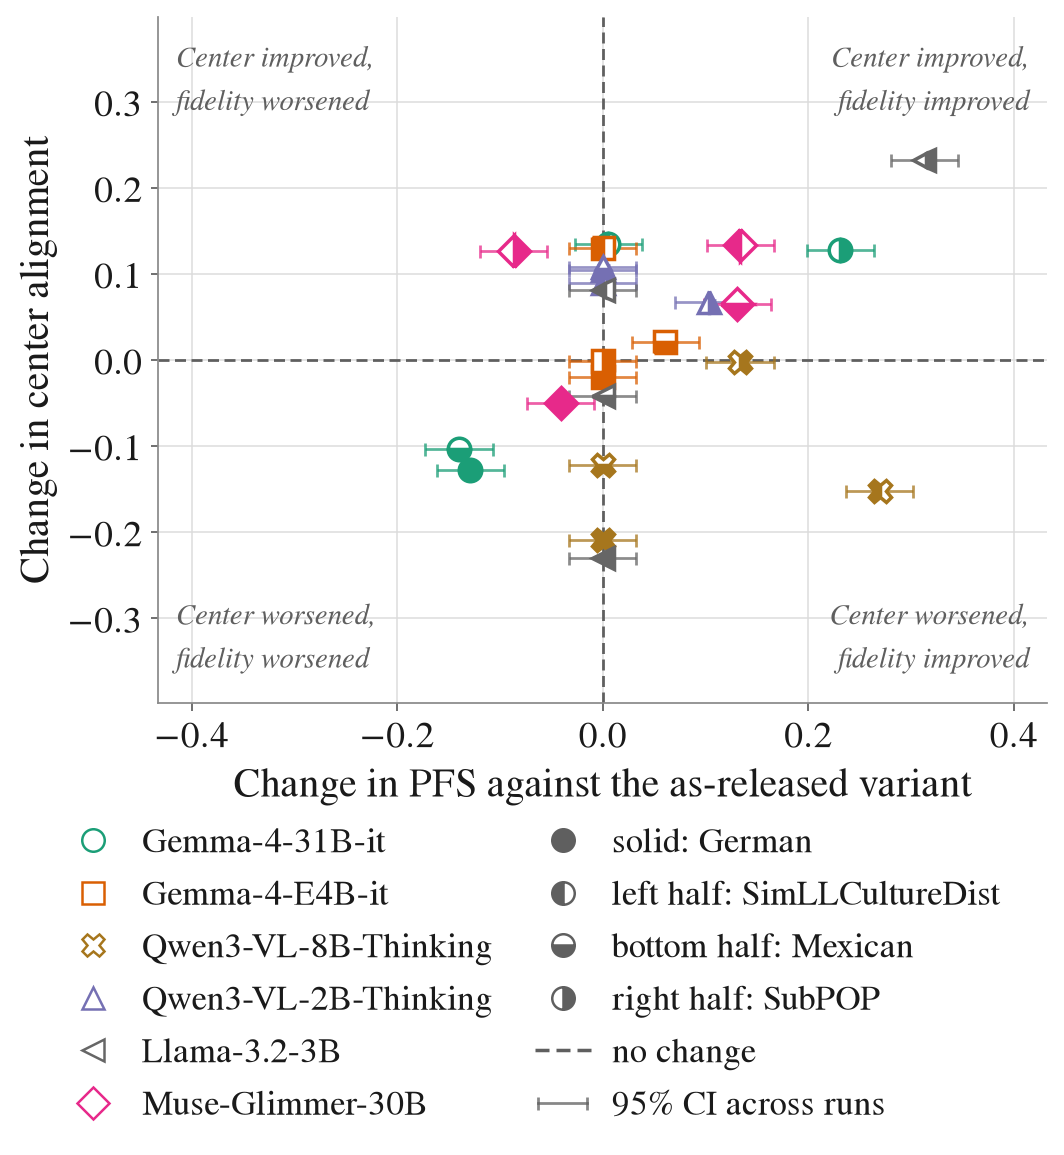 Center improved,
fidelity worsened
Center improved,
fidelity improved
Change in center alignment
0.3
0.2
0.1
0.0
−0.1
−0.2
−0.3
Center worsened,
fidelity worsened
Center worsened,
fidelity improved
−0.4
−0.2
0.0
0.2
0.4
Change in PFS against the as-released variant
Gemma-4-31B-it
Gemma-4-E4B-it
Qwen3-VL-8B-Thinking
Qwen3-VL-2B-Thinking
Llama-3.2-3B
Muse-Glimmer-30B
solid: German
left half: SimLLCultureDist
bottom half: Mexican
right half: SubPOP
no change
95% CI across runs